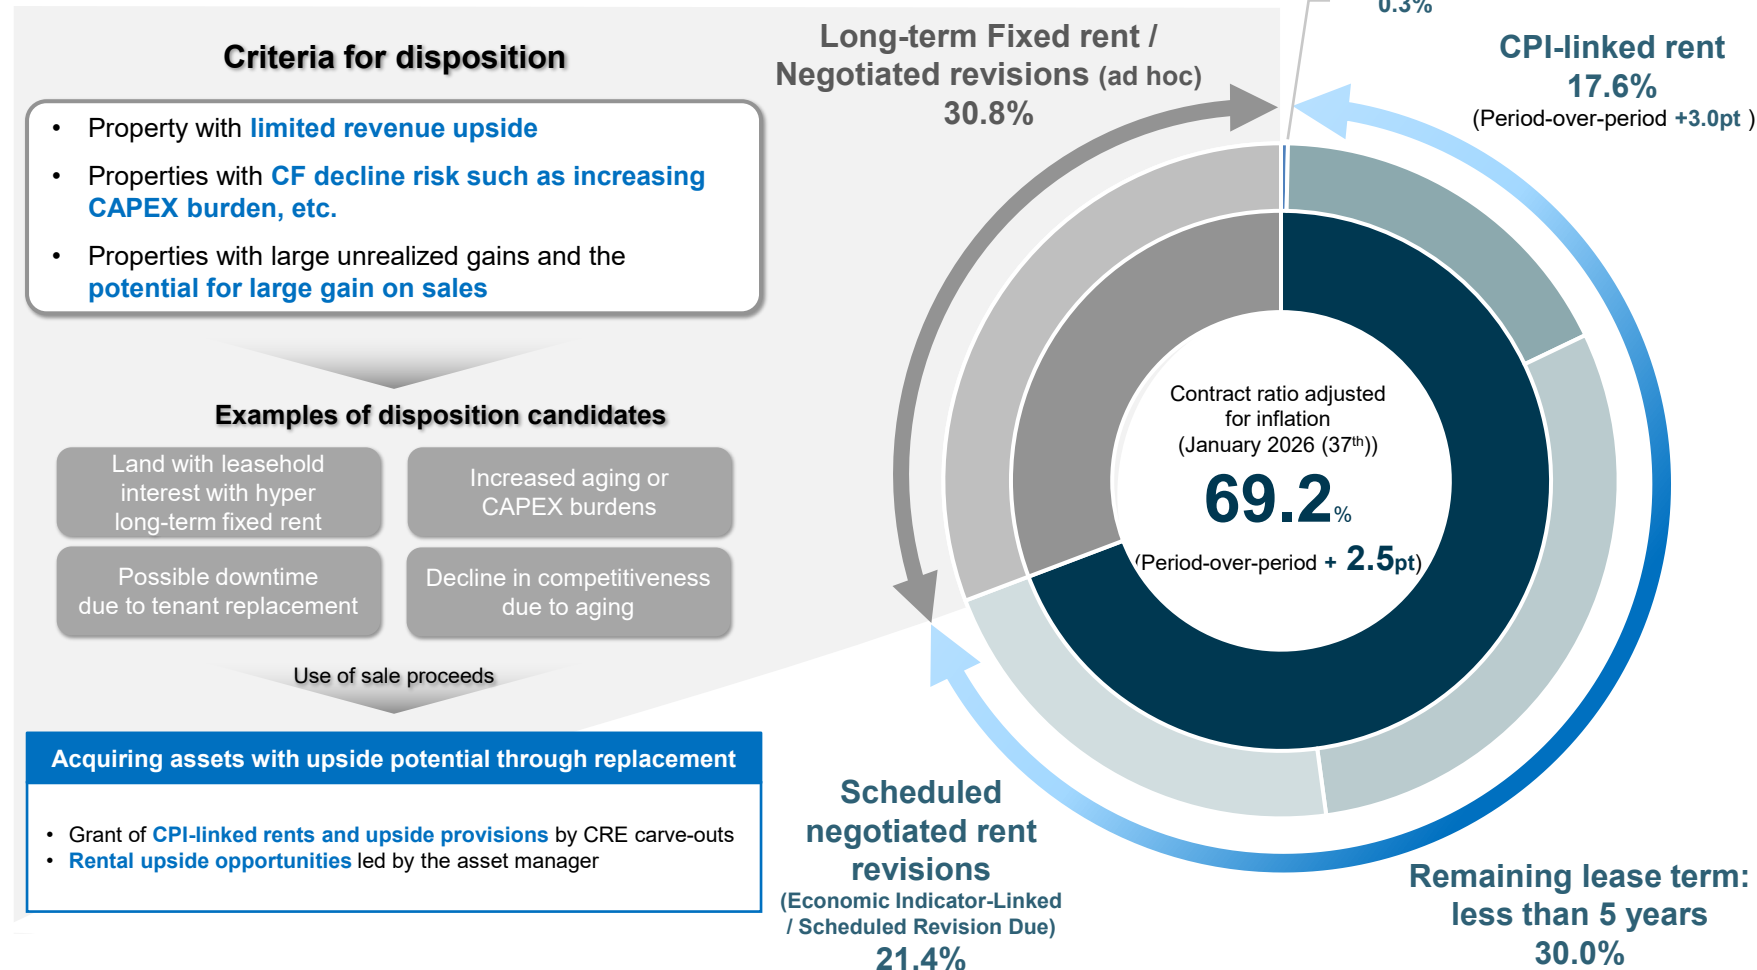 Criteria for disposition
• Property with limited revenue upside
• Properties with CF decline risk such as increasing
CAPEX burden, etc.
• Properties with large unrealized gains and the
potential for large gain on sales
Examples of disposition candidates
Land with leasehold
interest with hyper
long-term fixed rent
Increased aging or
CAPEX burdens
Possible downtime
due to tenant replacement
Decline in competitiveness
due to aging
Use of sale proceeds
Acquiring assets with upside potential through replacement
• Grant of CPI-linked rents and upside provisions by CRE carve-outs
• Rental upside opportunities led by the asset manager
Long-term Fixed rent /
Negotiated revisions (ad hoc)
30.8%
0.3%
CPI-linked rent
17.6%
(Period-over-period +3.0pt )
Contract ratio adjusted
for inflation
(January 2026 (37th))
69.2%
(Period-over-period + 2.5pt)
Scheduled
negotiated rent
revisions
(Economic Indicator-Linked
/ Scheduled Revision Due)
21.4%
Remaining lease term:
less than 5 years
30.0%